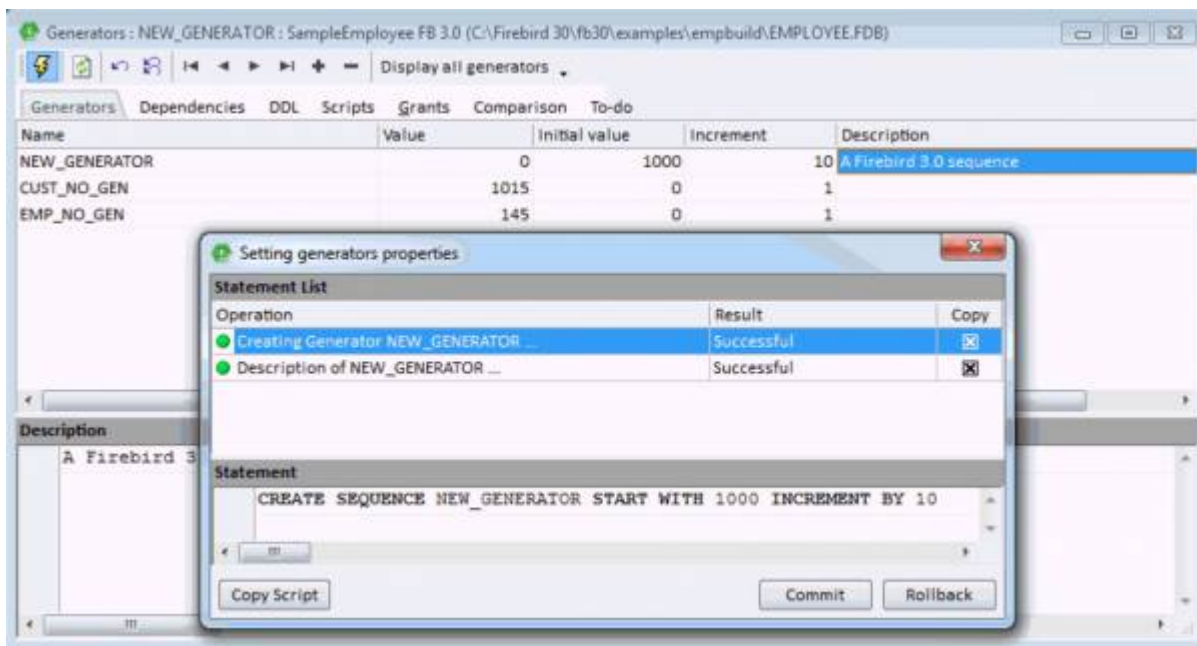 Generators : NEW_GENERATOR : SampleEmployee FB 3.0 (C:\Firebird 30\fb30\examples\empbuild\EMPLOYEE.FDB)
Display all generators
Generators Dependencies DDL Scripts Grants Comparison To-do
Name Value Initial value Increment Description
NEW_GENERATOR 0 1000 10 A Firebird 3.0 sequence
CUST_NO_GEN 1015 0 1
EMP_NO_GEN 145 0 1
Setting generators properties
Statement List
Operation Result Copy
Creating Generator NEW_GENERATOR ... Successful
Description of NEW_GENERATOR ... Successful
Description
A Firebird 3
Statement
CREATE SEQUENCE NEW_GENERATOR START WITH 1000 INCREMENT BY 10
Copy Script Commit Rollback